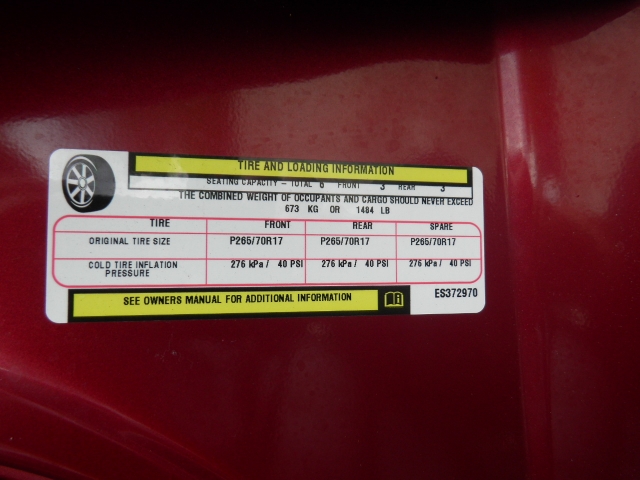 TIRE AND LOADING INFORMATION
SEATING CAPACITY - TOTAL 6 FRONT 3 REAR 3
THE COMBINED WEIGHT OF OCCUPANTS AND CARGO SHOULD NEVER EXCEED
673 KG OR 1484 LB
TIRE FRONT REAR SPARE
ORIGINAL TIRE SIZE P265/70R17 P265/70R17 P265/70R17
COLD TIRE INFLATION PRESSURE 276 kPa / 40 PSI 276 kPa / 40 PSI 276 kPa / 40 PSI
SEE OWNERS MANUAL FOR ADDITIONAL INFORMATION
ES372970